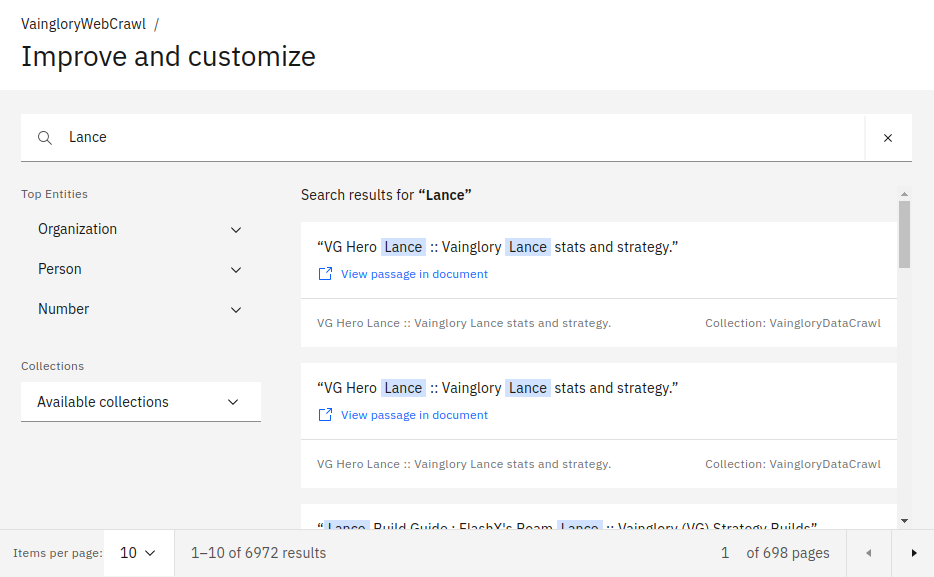 VaingloryWebCrawl /
Improve and customize
Lance
Top Entities
Organization
Person
Number
Collections
Available collections
Search results for “Lance”
“VG Hero Lance :: Vainglory Lance stats and strategy.”
View passage in document
VG Hero Lance :: Vainglory Lance stats and strategy. Collection: VaingloryDataCrawl
“VG Hero Lance :: Vainglory Lance stats and strategy.”
View passage in document
VG Hero Lance :: Vainglory Lance stats and strategy. Collection: VaingloryDataCrawl
“Lance Build Guide : FlashX's Roam Lance :: Vainglory (VG) Strategy Builds”
Items per page: 10 1–10 of 6972 results 1 of 698 pages